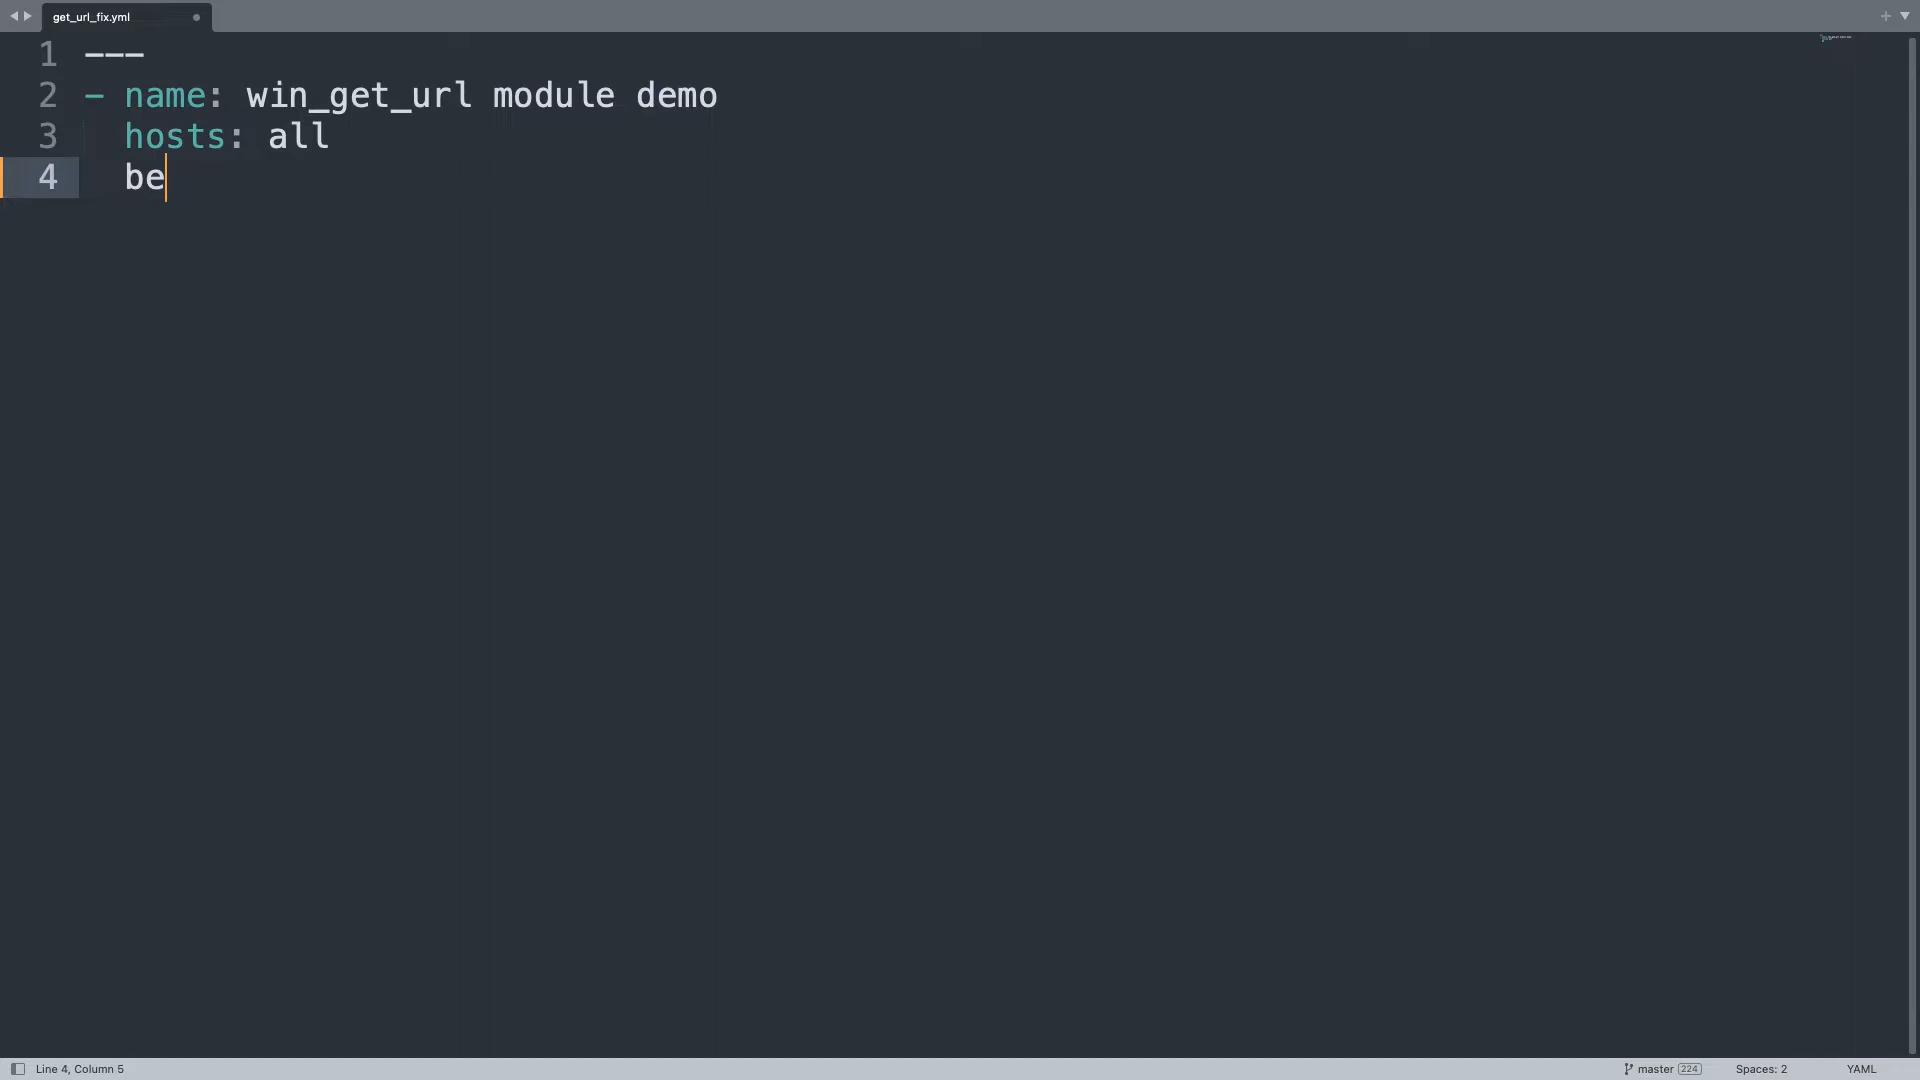 get_url_fix.yml
1 ---
2 - name: win_get_url module demo
3 hosts: all
4 be
Line 4, Column 5
master 224
Spaces: 2
YAML